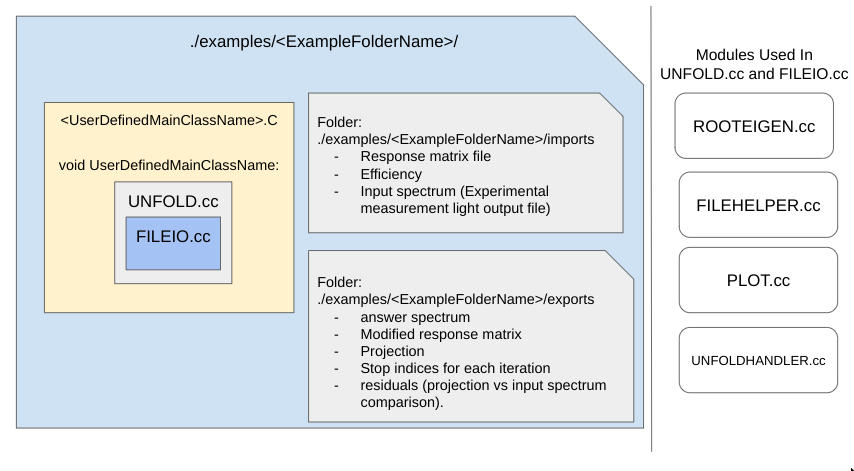 ./examples/<ExampleFolderName>/
<UserDefinedMainClassName>.C
void UserDefinedMainClassName:
UNFOLD.cc
FILEIO.cc
Folder:
./examples/<ExampleFolderName>/imports
- Response matrix file
- Efficiency
- Input spectrum (Experimental
measurement light output file)
Folder:
./examples/<ExampleFolderName>/exports
- answer spectrum
- Modified response matrix
- Projection
- Stop indices for each iteration
- residuals (projection vs input spectrum
comparison).
Modules Used In
UNFOLD.cc and FILEIO.cc
ROOTEIGEN.cc
FILEHELPER.cc
PLOT.cc
UNFOLDHANDLER.cc